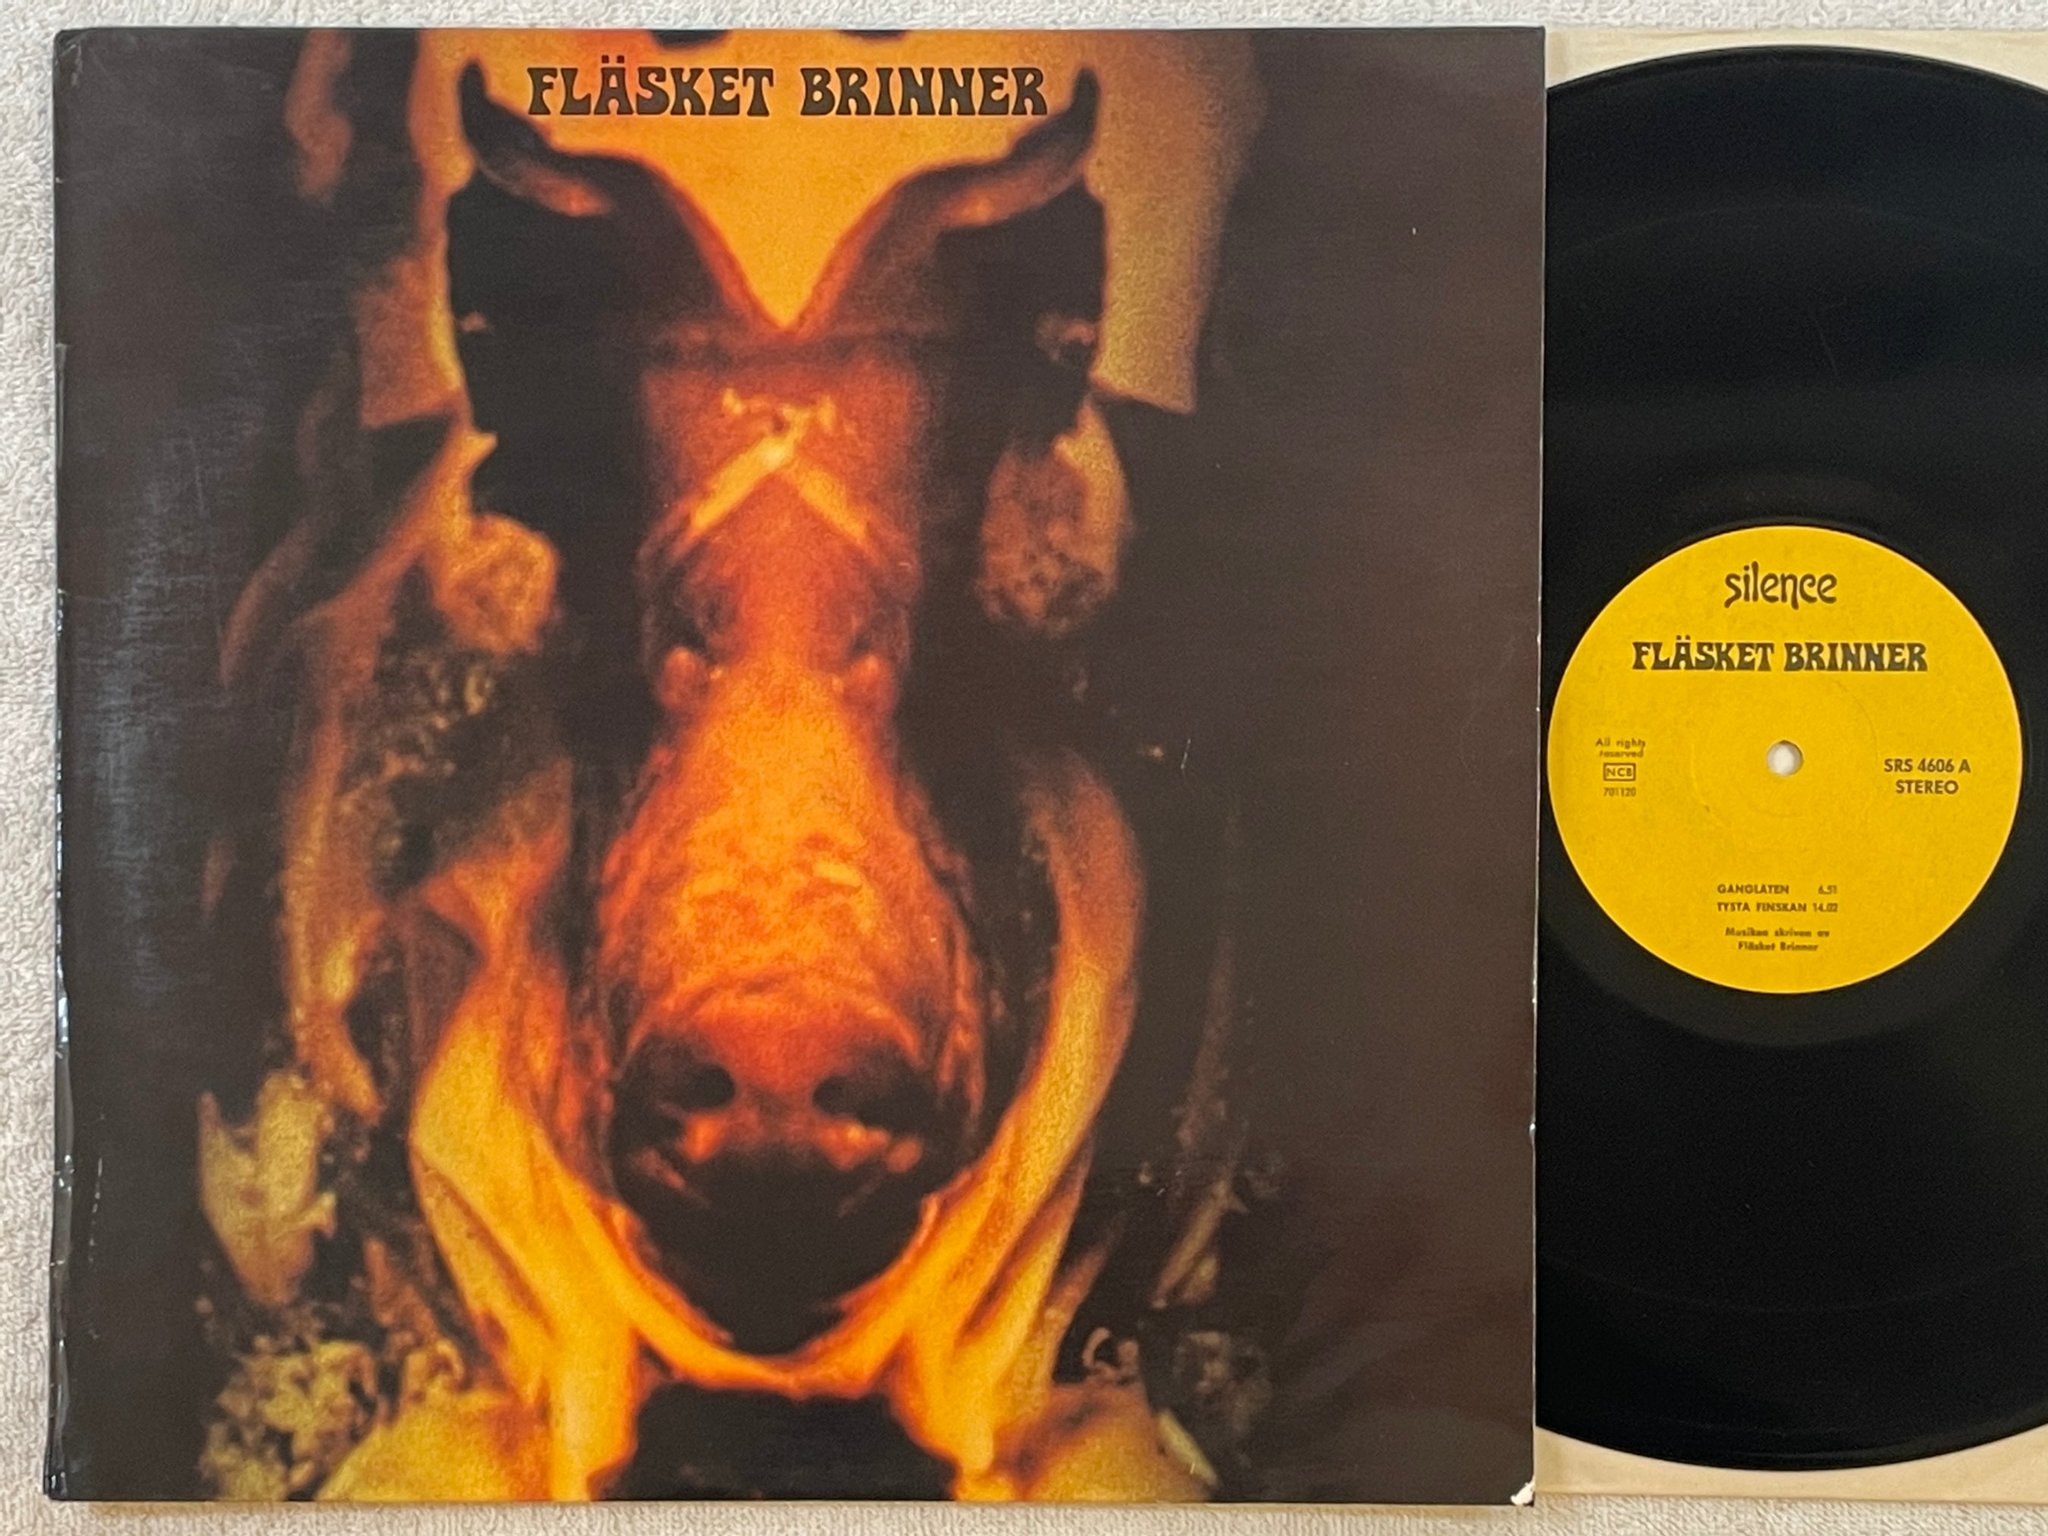 FLÄSKET BRINNER
silence
FLÄSKET BRINNER
All rights
reserved
NCB
701120
SRS 4606 A
STEREO
GÅNGLÅTEN 6.51
TYSTA FINSKAN 14.02
Musiken skriven av
Fläsket Brinner